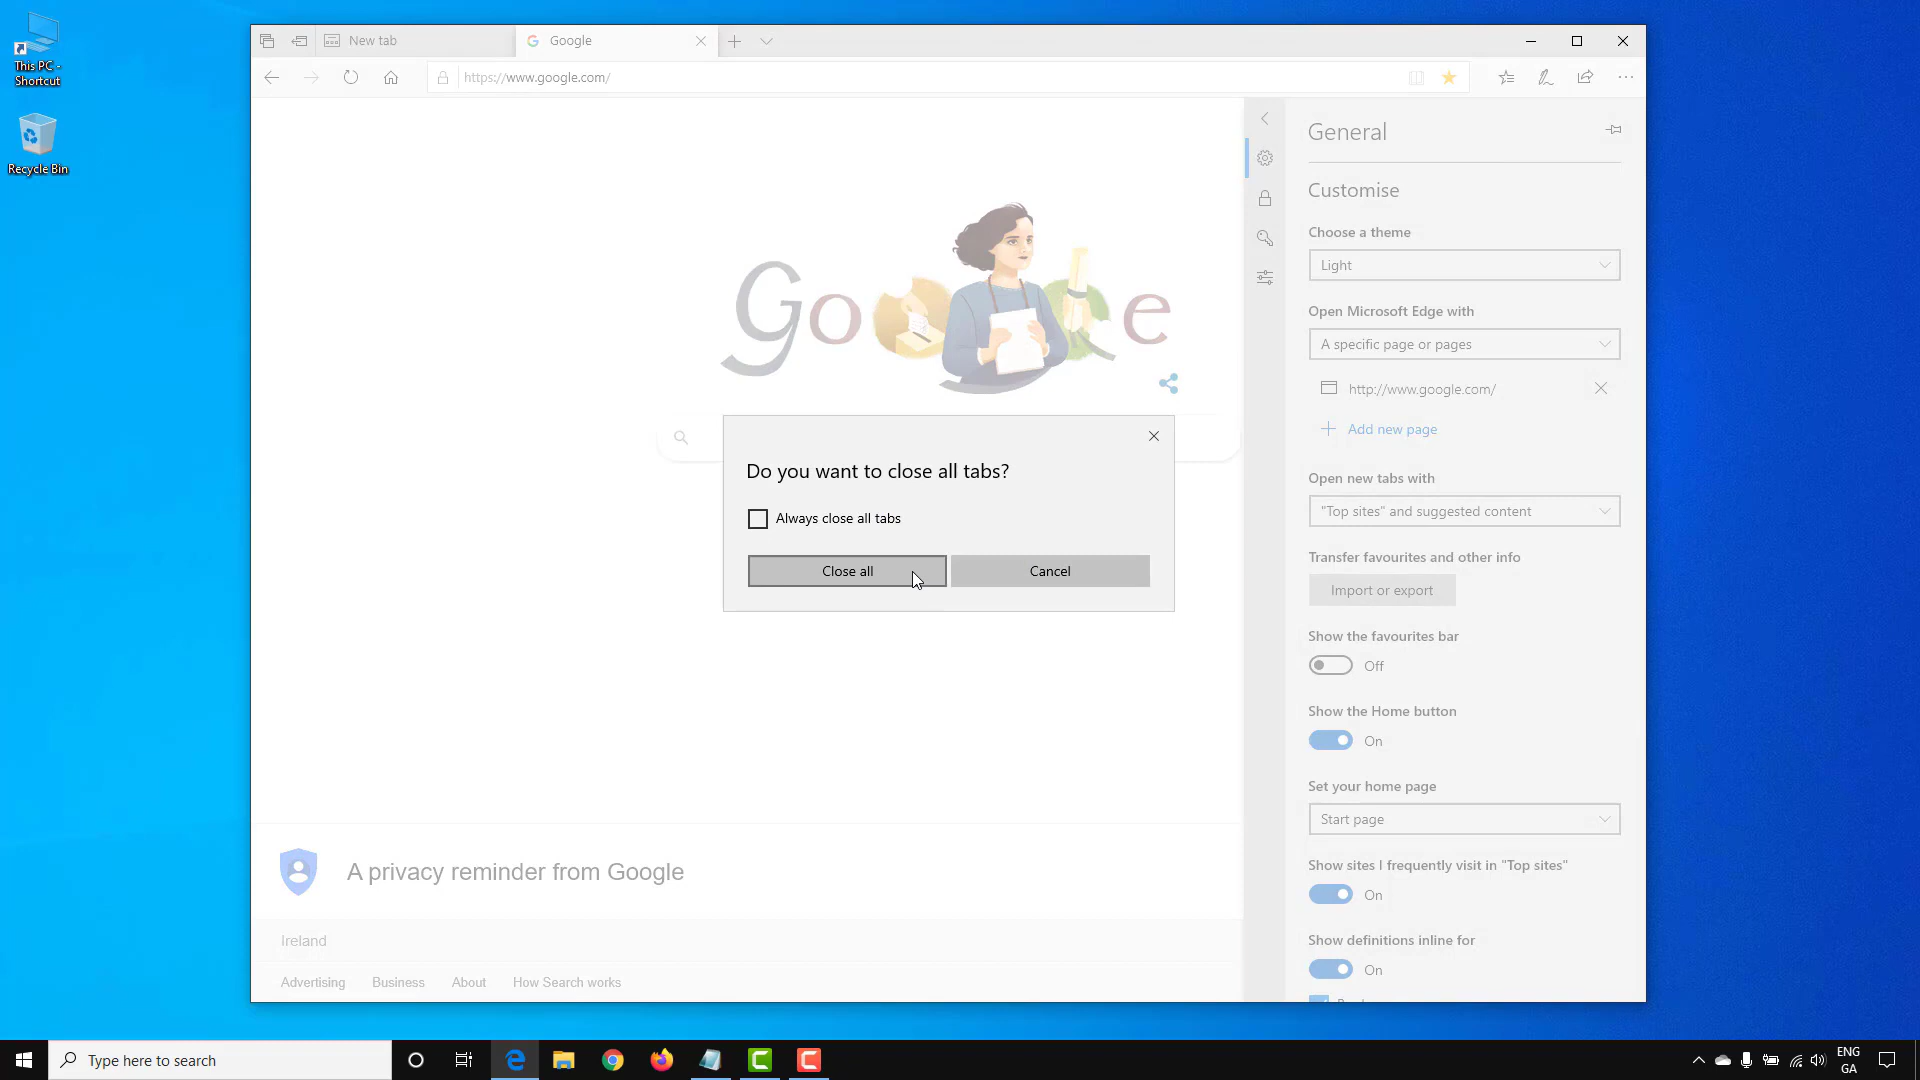 This PC -
Shortcut
Recycle Bin
New tab
Google
https://www.google.com/
Google
Do you want to close all tabs?
Always close all tabs
Close all
Cancel
A privacy reminder from Google
Ireland
Advertising
Business
About
How Search works
General
Customise
Choose a theme
Light
Open Microsoft Edge with
A specific page or pages
http://www.google.com/
Add new page
Open new tabs with
"Top sites" and suggested content
Transfer favourites and other info
Import or export
Show the favourites bar
Off
Show the Home button
On
Set your home page
Start page
Show sites I frequently visit in "Top sites"
On
Show definitions inline for
On
Type here to search
ENG
GA